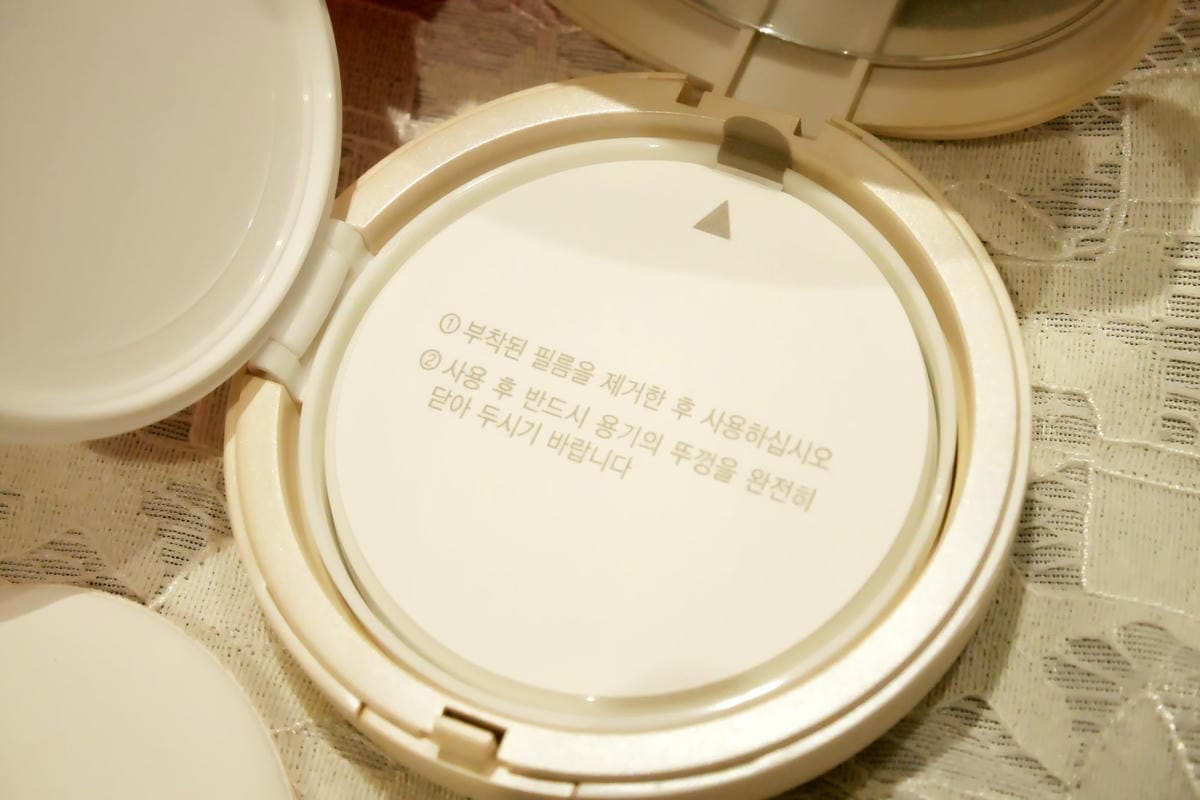 ① 부착된 필름을 제거한 후 사용하십시오
② 사용 후 반드시 용기의 뚜껑을 완전히
닫아 두시기 바랍니다